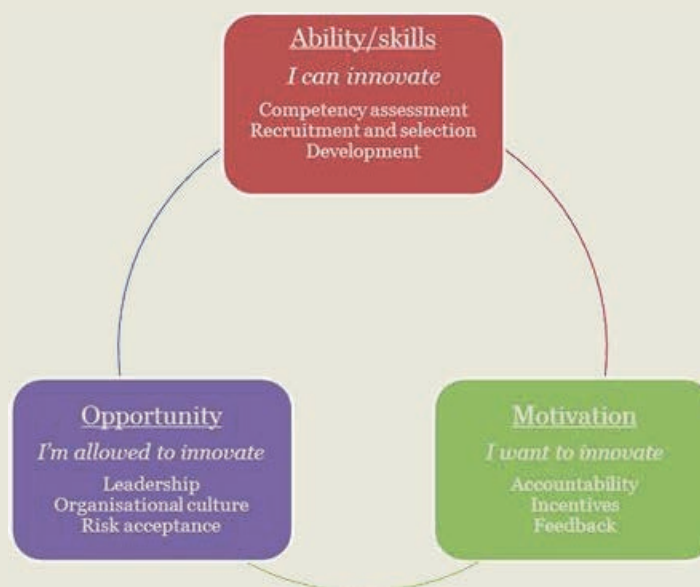 Ability/skills
I can innovate
Competency assessment
Recruitment and selection
Development
Opportunity
I'm allowed to innovate
Leadership
Organisational culture
Risk acceptance
Motivation
I want to innovate
Accountability
Incentives
Feedback